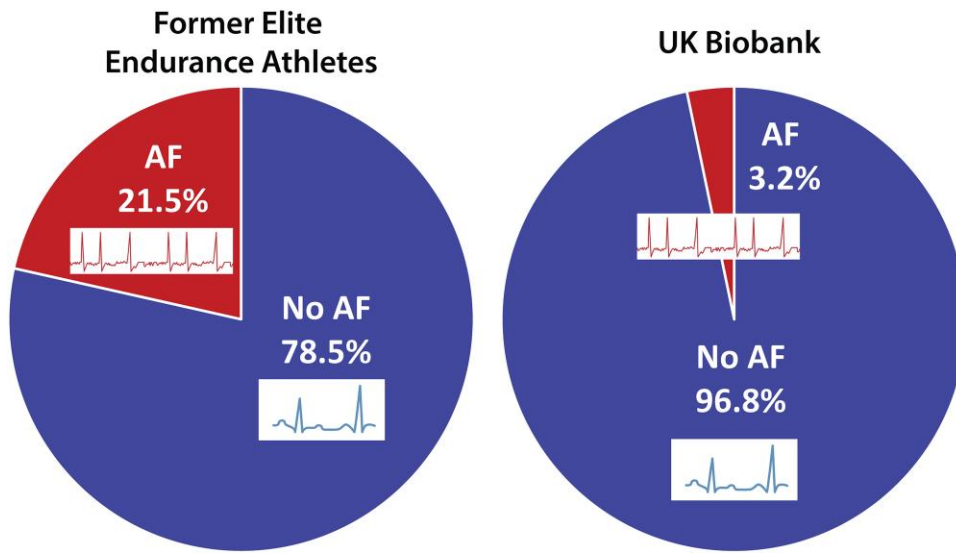 Former Elite
Endurance Athletes
AF
21.5%
No AF
78.5%
UK Biobank
AF
3.2%
No AF
96.8%